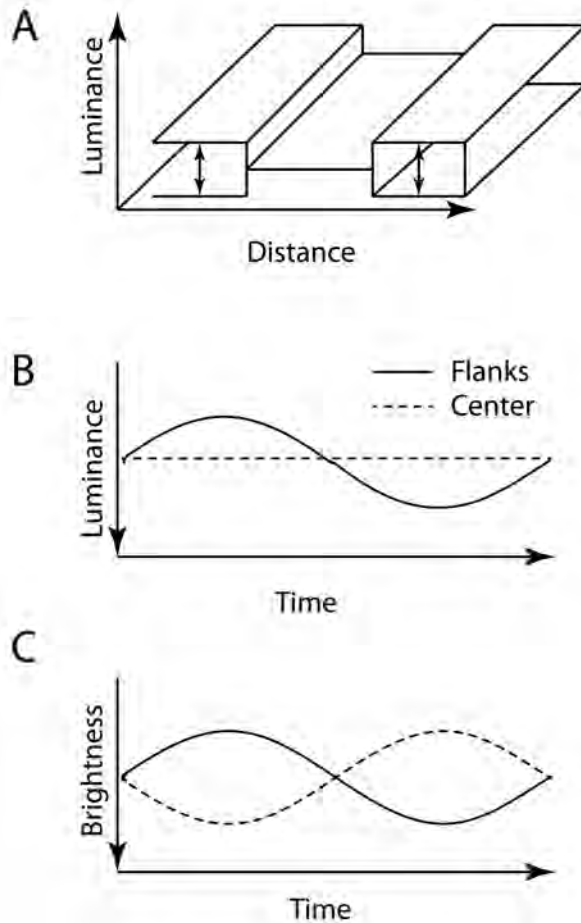 A
Luminance
Distance
B
Flanks
Center
Luminance
Time
C
Brightness
Time